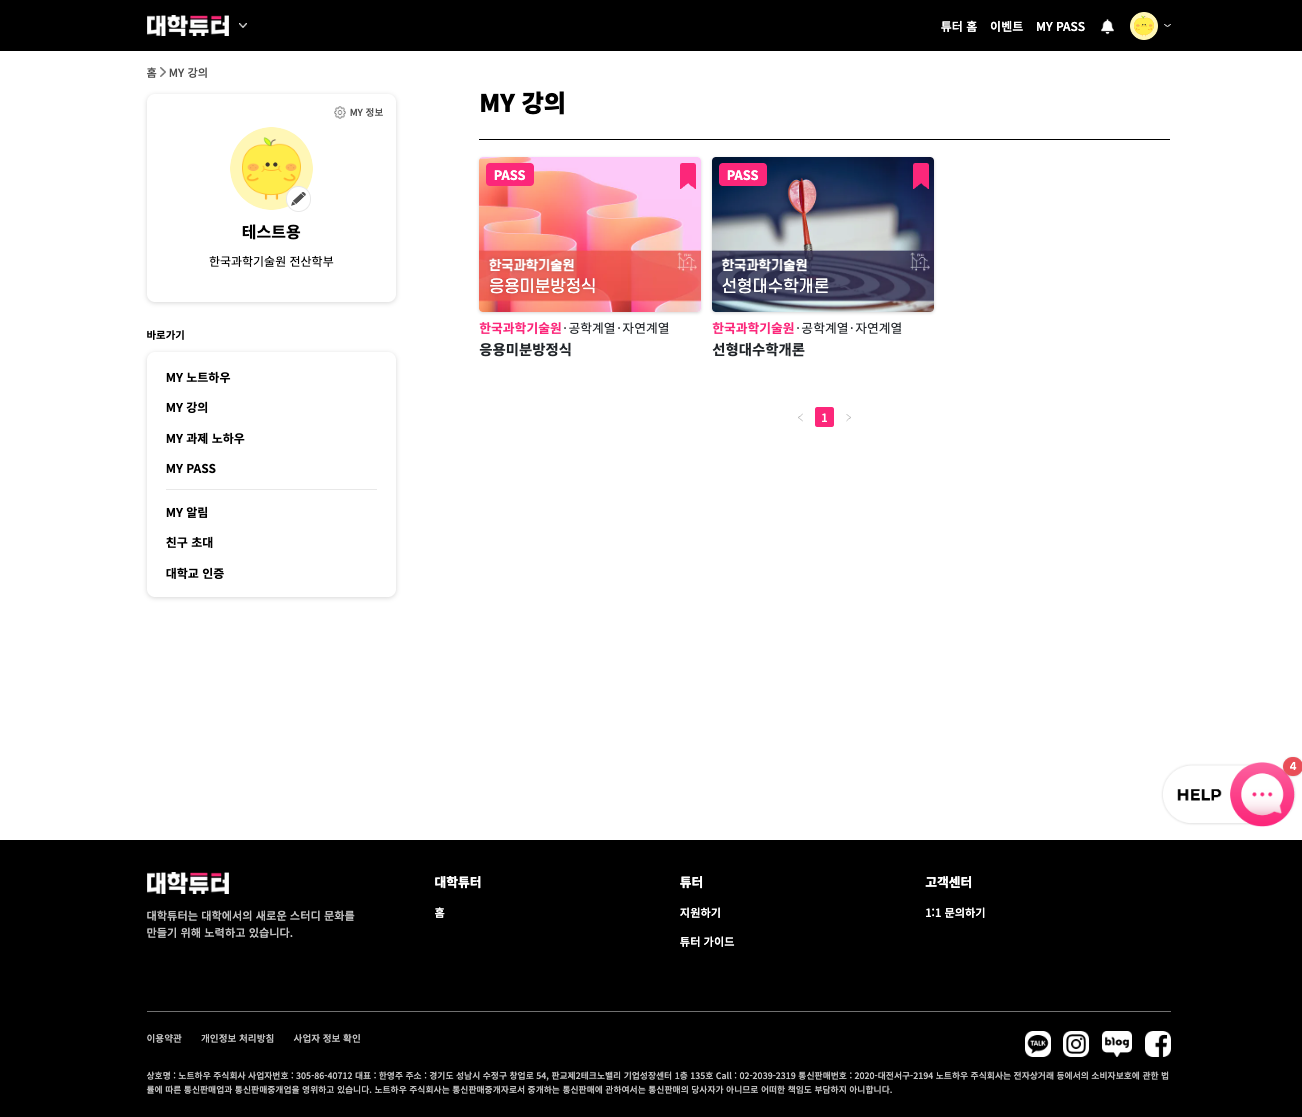 대학튜터
튜터 홈 이벤트 MY PASS
홈 > MY 강의
MY 정보
테스트용
한국과학기술원 전산학부
바로가기
MY 노트하우
MY 강의
MY 과제 노하우
MY PASS
MY 알림
친구 초대
대학교 인증
MY 강의
PASS
한국과학기술원
응용미분방정식
한국과학기술원·공학계열·자연계열
응용미분방정식
PASS
한국과학기술원
선형대수학개론
한국과학기술원·공학계열·자연계열
선형대수학개론
< 1 >
HELP
4
대학튜터
대학튜터는 대학에서의 새로운 스터디 문화를
만들기 위해 노력하고 있습니다.
대학튜터
홈
튜터
지원하기
튜터 가이드
고객센터
1:1 문의하기
이용약관 개인정보 처리방침 사업자 정보 확인
TALK
blog
상호명 : 노트하우 주식회사 사업자번호 : 305-86-40712 대표 : 한영주 주소 : 경기도 성남시 수정구 창업로 54, 판교제2테크노밸리 기업성장센터 1층 135호 Call : 02-2039-2319 통신판매번호 : 2020-대전서구-2194 노트하우 주식회사는 전자상거래 등에서의 소비자보호에 관한 법
률에 따른 통신판매업과 통신판매중개업을 영위하고 있습니다. 노트하우 주식회사는 통신판매중개자로서 중개하는 통신판매에 관하여서는 통신판매의 당사자가 아니므로 어떠한 책임도 부담하지 아니합니다.